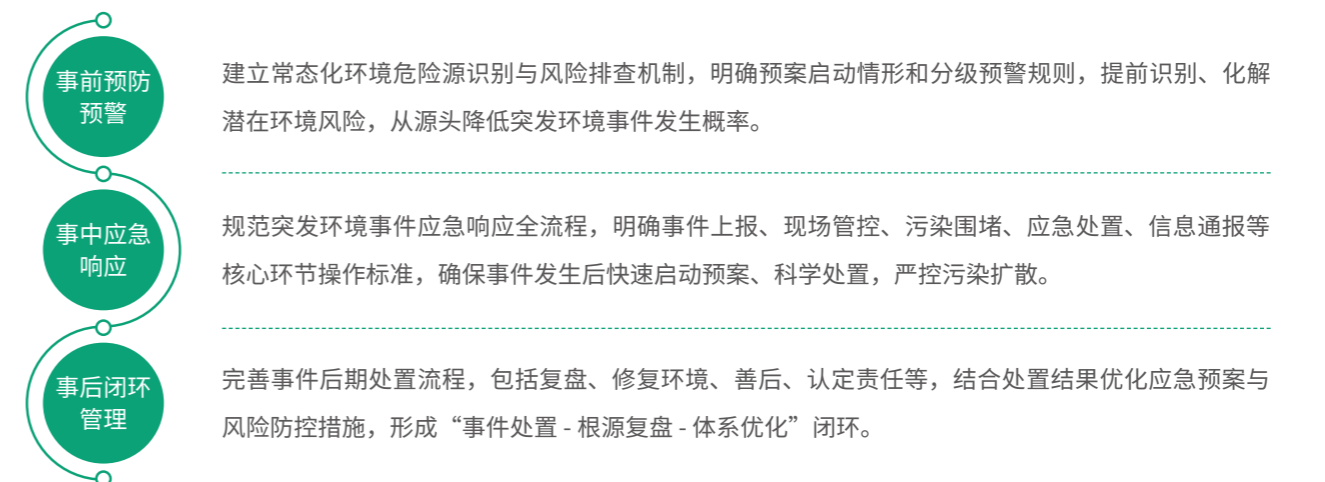 事前预防
预警
建立常态化环境危险源识别与风险排查机制，明确预案启动情形和分级预警规则，提前识别、化解
潜在环境风险，从源头降低突发环境事件发生概率。
事中应急
响应
规范突发环境事件应急响应全流程，明确事件上报、现场管控、污染围堵、应急处置、信息通报等
核心环节操作标准，确保事件发生后快速启动预案、科学处置，严控污染扩散。
事后闭环
管理
完善事件后期处置流程，包括复盘、修复环境、善后、认定责任等，结合处置结果优化应急预案与
风险防控措施，形成“事件处置 - 根源复盘 - 体系优化”闭环。